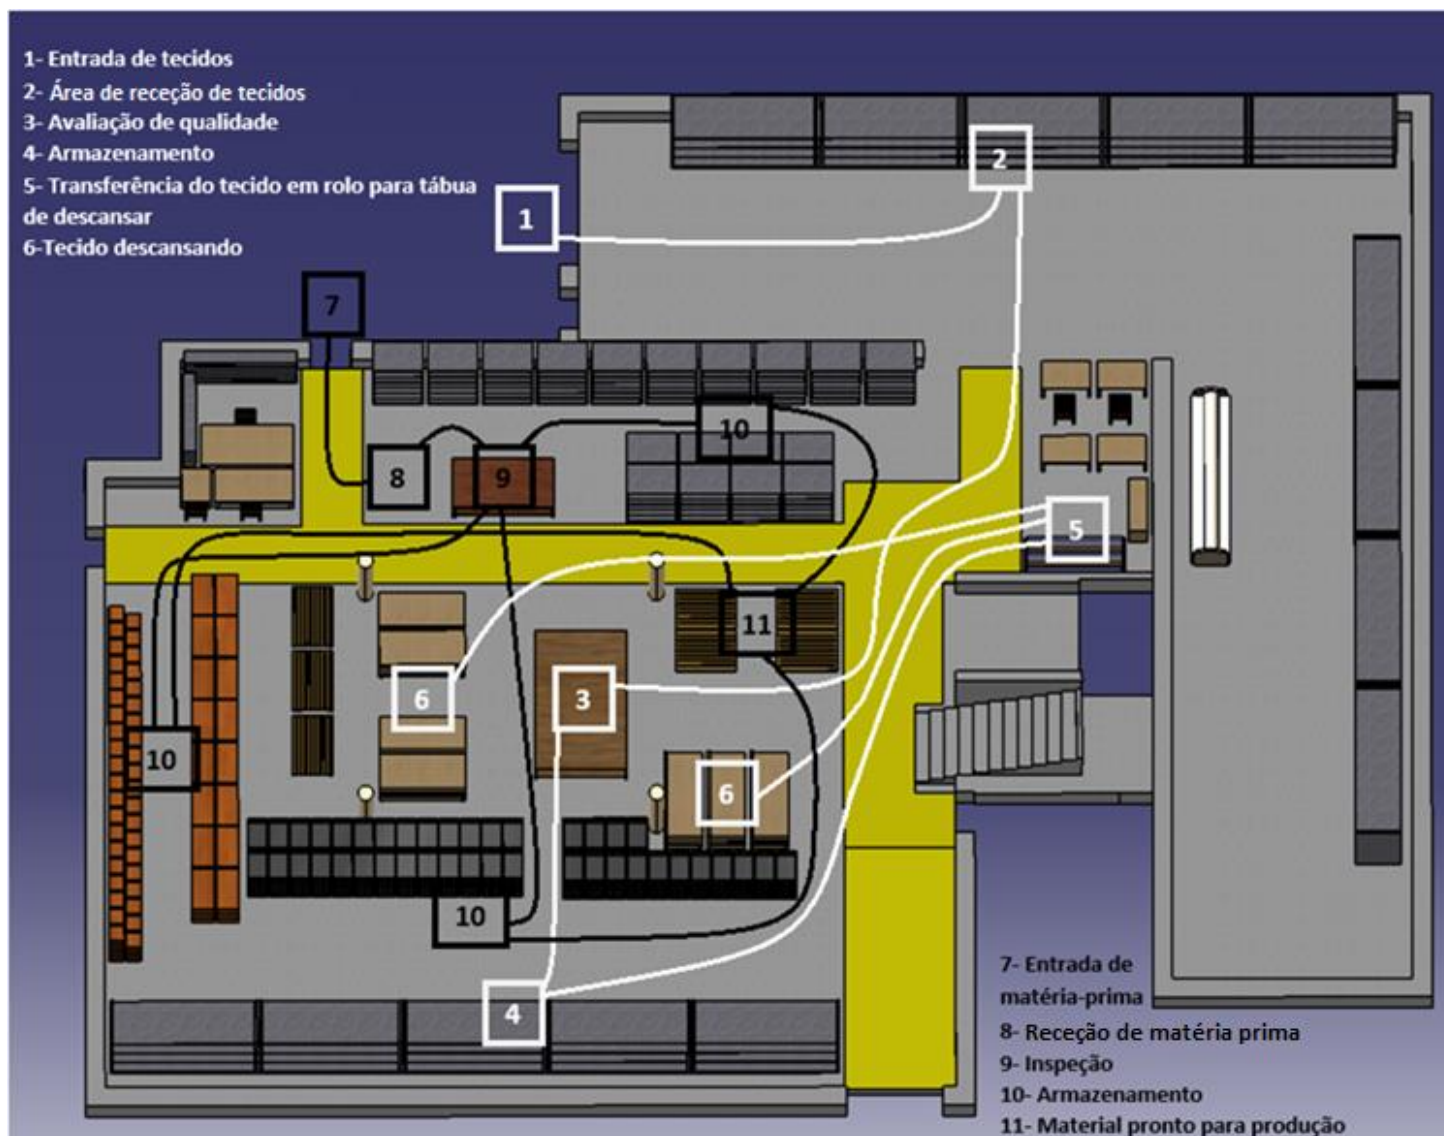 1- Entrada de tecidos
2- Área de receção de tecidos
3- Avaliação de qualidade
4- Armazenamento
5- Transferência do tecido em rolo para tábua
de descansar
6-Tecido descansando
2
1
7
10
8
9
5
11
6
3
10
6
10
4
7- Entrada de
matéria-prima
8- Receção de matéria prima
9- Inspeção
10- Armazenamento
11- Material pronto para produção